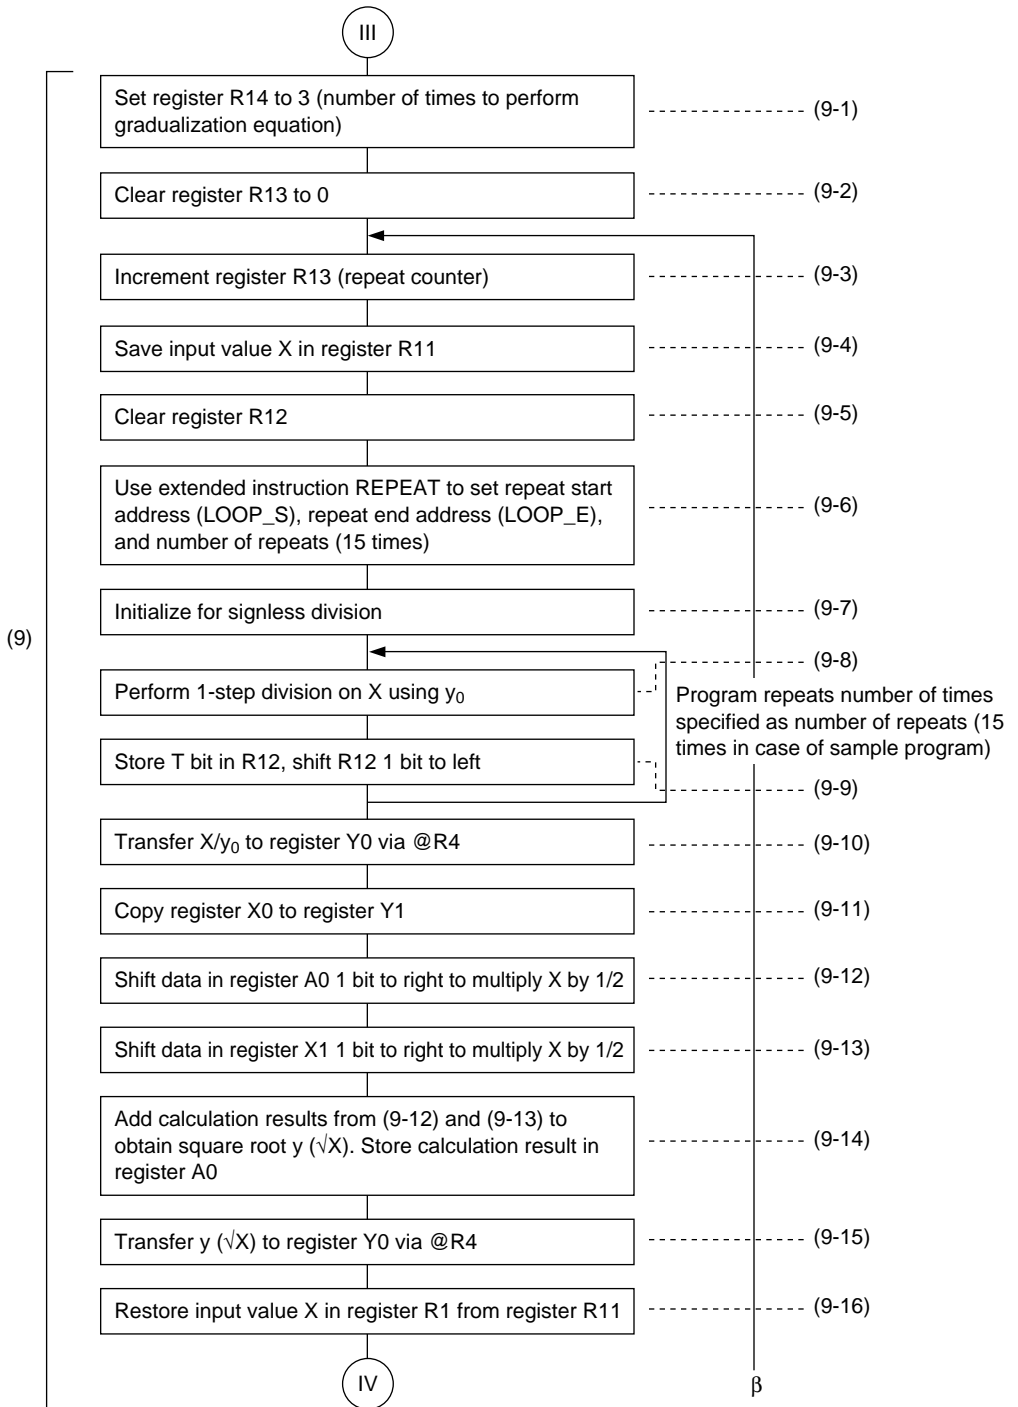 III
Set register R14 to 3 (number of times to perform
gradualization equation)
(9-1)
Clear register R13 to 0
(9-2)
Increment register R13 (repeat counter)
(9-3)
Save input value X in register R11
(9-4)
Clear register R12
(9-5)
Use extended instruction REPEAT to set repeat start
address (LOOP_S), repeat end address (LOOP_E),
and number of repeats (15 times)
(9-6)
Initialize for signless division
(9-7)
(9)
(9-8)
Perform 1-step division on X using y₀
Program repeats number of times
specified as number of repeats (15
times in case of sample program)
Store T bit in R12, shift R12 1 bit to left
(9-9)
Transfer X/y₀ to register Y0 via @R4
(9-10)
Copy register X0 to register Y1
(9-11)
Shift data in register A0 1 bit to right to multiply X by 1/2
(9-12)
Shift data in register X1 1 bit to right to multiply X by 1/2
(9-13)
Add calculation results from (9-12) and (9-13) to
obtain square root y (√X). Store calculation result in
register A0
(9-14)
Transfer y (√X) to register Y0 via @R4
(9-15)
Restore input value X in register R1 from register R11
(9-16)
IV
β